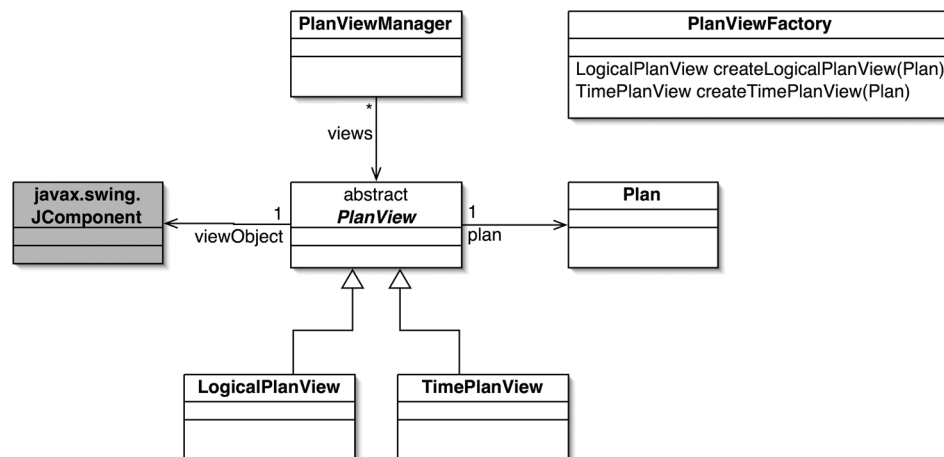 PlanViewManager
PlanViewFactory
LogicalPlanView createLogicalPlanView(Plan)
TimePlanView createTimePlanView(Plan)
*
views
javax.swing.
JComponent
1
viewObject
abstract
PlanView
1
plan
Plan
LogicalPlanView
TimePlanView